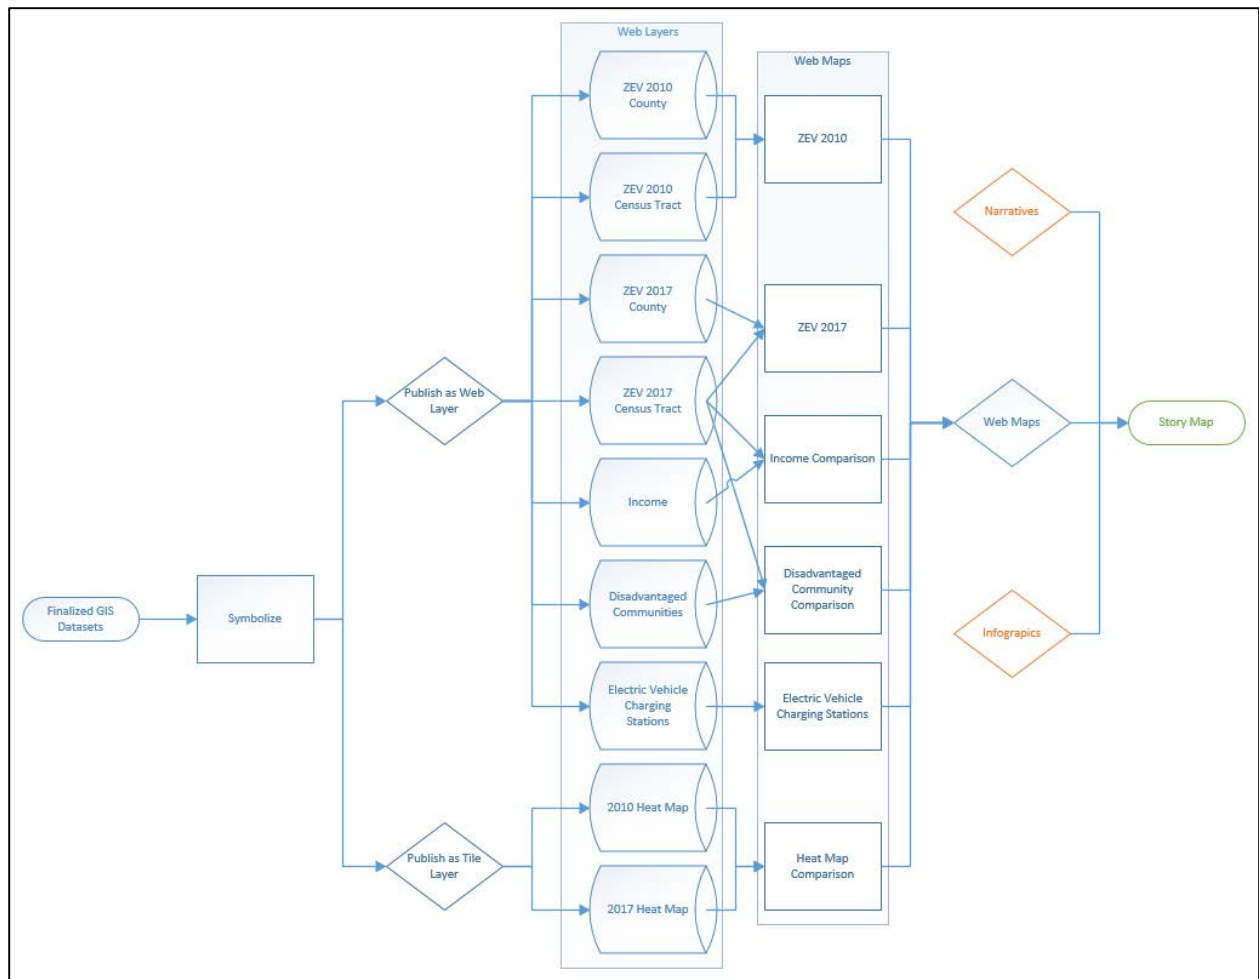 Web Layers
Web Maps
ZEV 2010
County
ZEV 2010
ZEV 2010
Census Tract
Narratives
ZEV 2017
County
ZEV 2017
Publish as Web
Layer
ZEV 2017
Census Tract
Web Maps
Story Map
Income Comparison
Income
Disadvantaged
Community
Comparison
Disadvantaged
Communities
Finalized GIS
Datasets
Symbolize
Infograpics
Electric Vehicle
Charging
Stations
Electric Vehicle
Charging Stations
2010 Heat Map
Publish as Tile
Layer
Heat Map
Comparison
2017 Heat Map